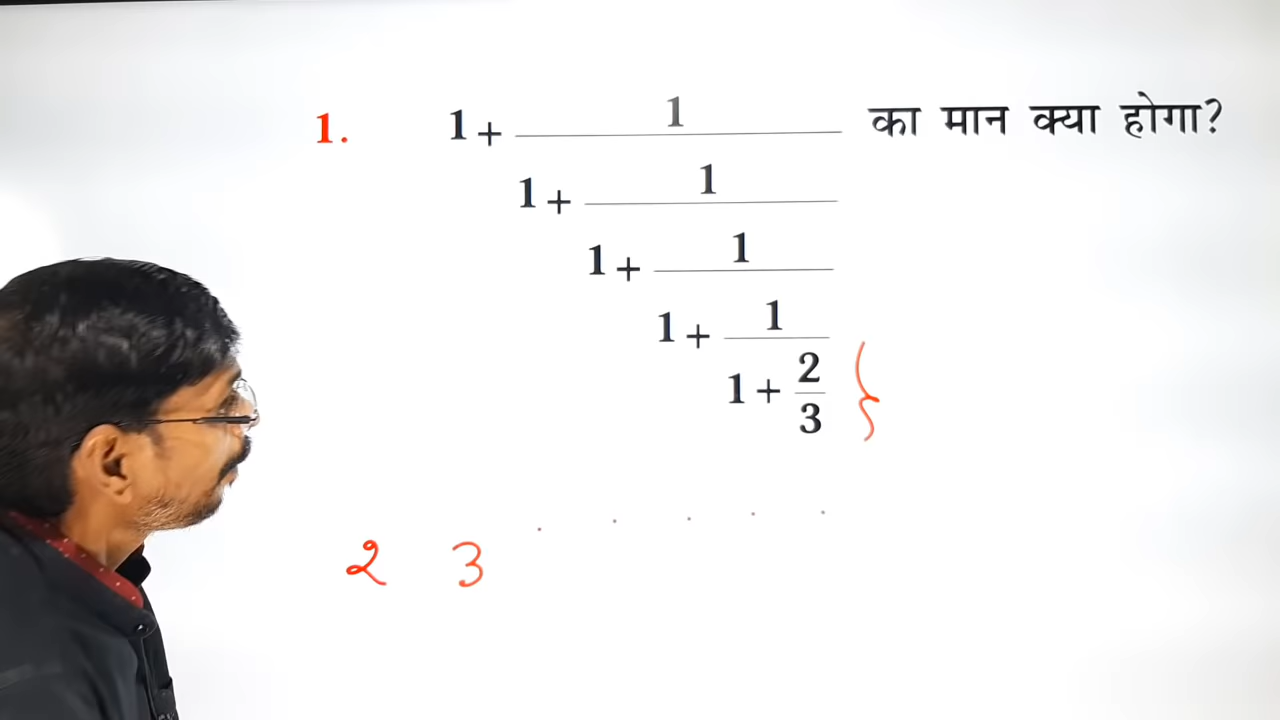 1. 1 + 1 का मान क्या होगा?
1 + 1
1 + 1
1 + 1
1 + 2/3
2 3